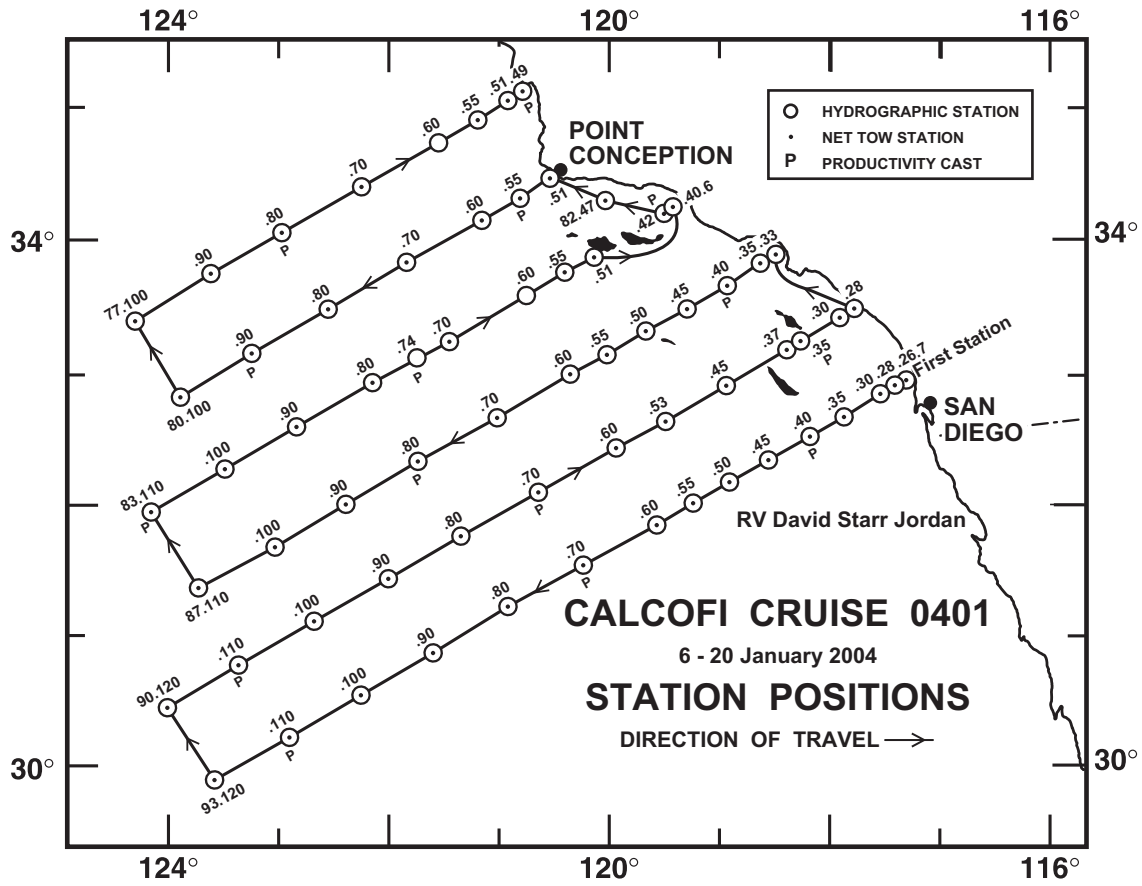 124° 120° 116°
HYDROGRAPHIC STATION
NET TOW STATION
P PRODUCTIVITY CAST
POINT
CONCEPTION
77.100 .90 .80 .70 .60 .55 .51 .49
P P
80.100 .90 .80 .70 .60 .55 .51
P P
82.47 .42 .40.6
P
34° 34°
83.110 .100 .90 .80 .74 .70 .60 .55 .51
P
87.110 .100 .90 .80 .70 .60 .55 .50 .45 .40 .35 .33
P P
90.120 .110 .100 .90 .80 .70 .60 .53 .45 .37 .35 .30 .28
P P P
93.120 .110 .100 .90 .80 .70 .60 .55 .50 .45 .40 .35 .30 .28 .26.7
P P P
First Station
SAN
DIEGO
RV David Starr Jordan
CALCOFI CRUISE 0401
6 - 20 January 2004
STATION POSITIONS
DIRECTION OF TRAVEL
30° 30°
124° 120° 116°